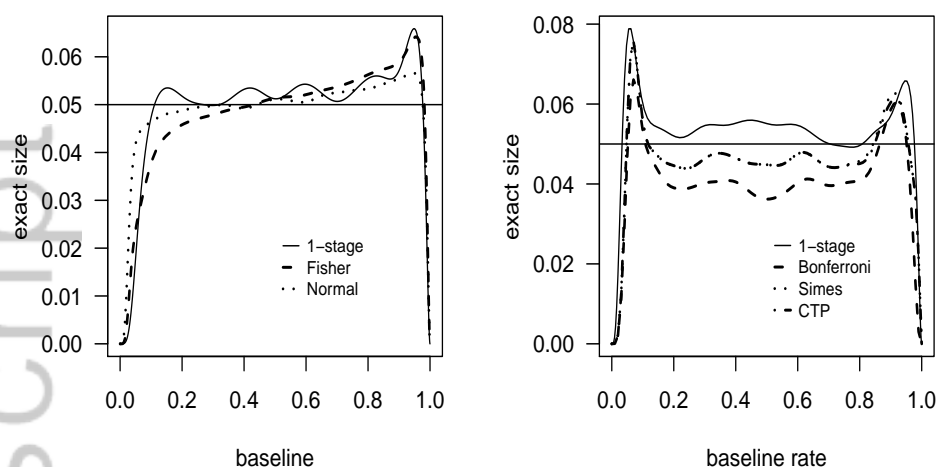 exact size
0.06
0.05
0.04
0.03
0.02
0.01
0.00
1−stage
Fisher
Normal
0.0 0.2 0.4 0.6 0.8 1.0
baseline
exact size
0.08
0.06
0.04
0.02
0.00
1−stage
Bonferroni
Simes
CTP
0.0 0.2 0.4 0.6 0.8 1.0
baseline rate
script